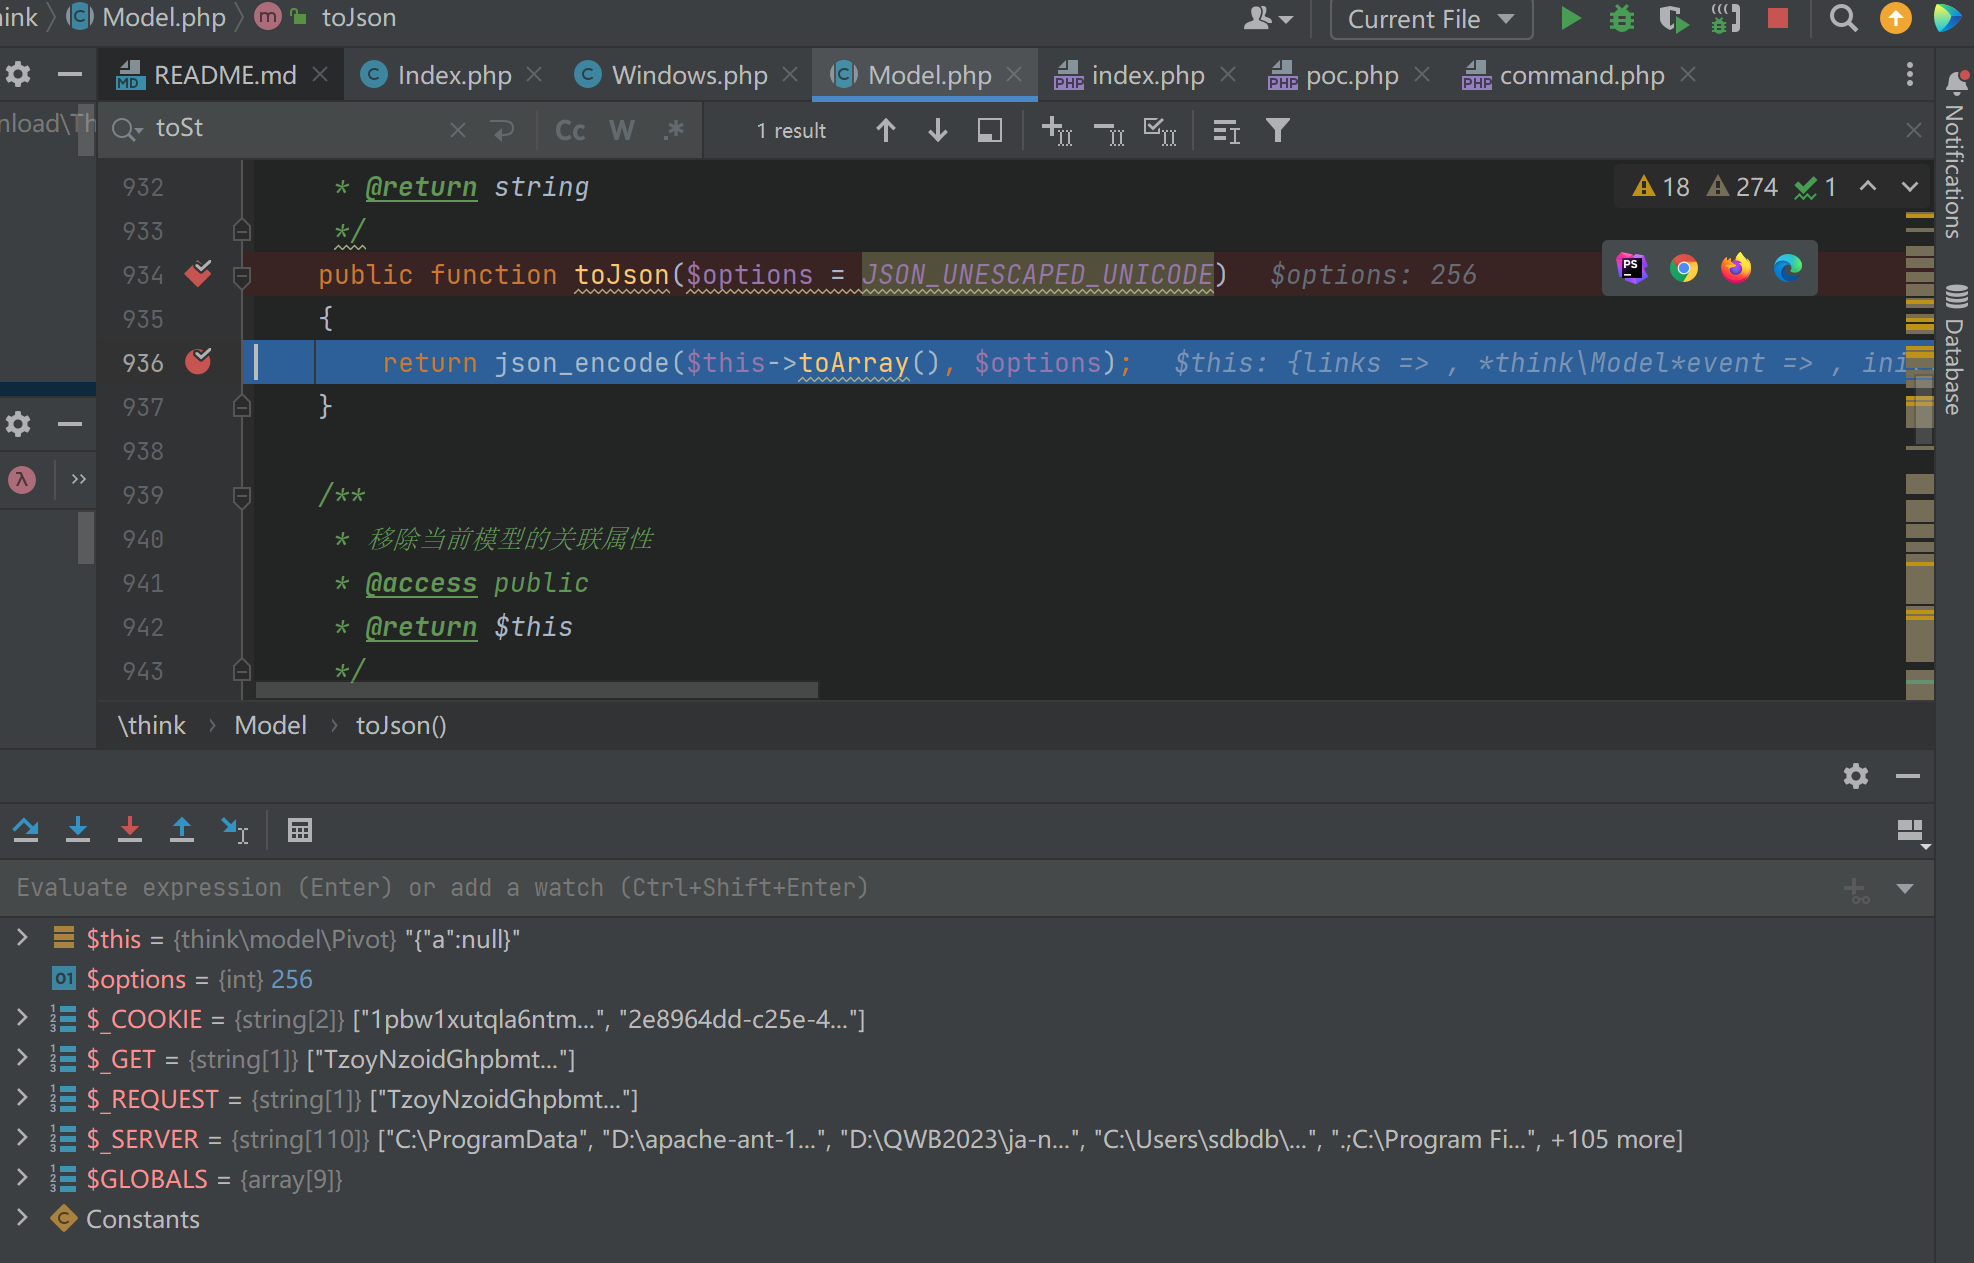 ink Model.php m toJson Current File
README.md Index.php Windows.php Model.php index.php poc.php command.php
nload\Th toSt Cc W .* 1 result
932 * @return string 18 274 1
933 */
934 public function toJson($options = JSON_UNESCAPED_UNICODE) $options: 256
935 {
936 return json_encode($this->toArray(), $options); $this: {links => , *think\Model*event => , ini
937 }
938
939 /**
940 * 移除当前模型的关联属性
941 * @access public
942 * @return $this
943 */
\think Model toJson()
Notifications
Database
Evaluate expression (Enter) or add a watch (Ctrl+Shift+Enter)
$this = {think\model\Pivot} "{"a":null}"
$options = {int} 256
$_COOKIE = {string[2]} ["1pbw1xutqla6ntm...", "2e8964dd-c25e-4..."]
$_GET = {string[1]} ["TzoyNzoidGhpbmt..."]
$_REQUEST = {string[1]} ["TzoyNzoidGhpbmt..."]
$_SERVER = {string[110]} ["C:\ProgramData", "D:\apache-ant-1...", "D:\QWB2023\ja-n...", "C:\Users\sdbdb\...", ".;C:\Program Fi...", +105 more]
$GLOBALS = {array[9]}
Constants